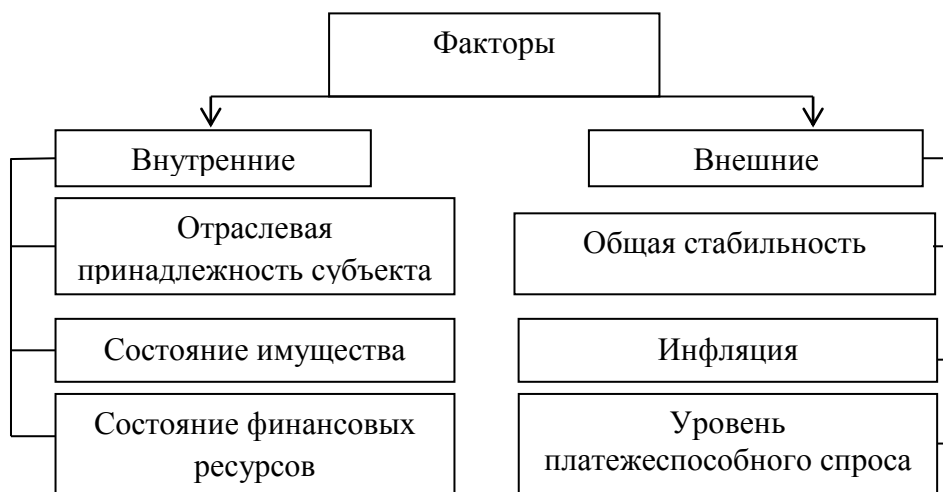 Факторы
Внутренние
Внешние
Отраслевая
принадлежность субъекта
Общая стабильность
Состояние имущества
Инфляция
Состояние финансовых
ресурсов
Уровень
платежеспособного спроса